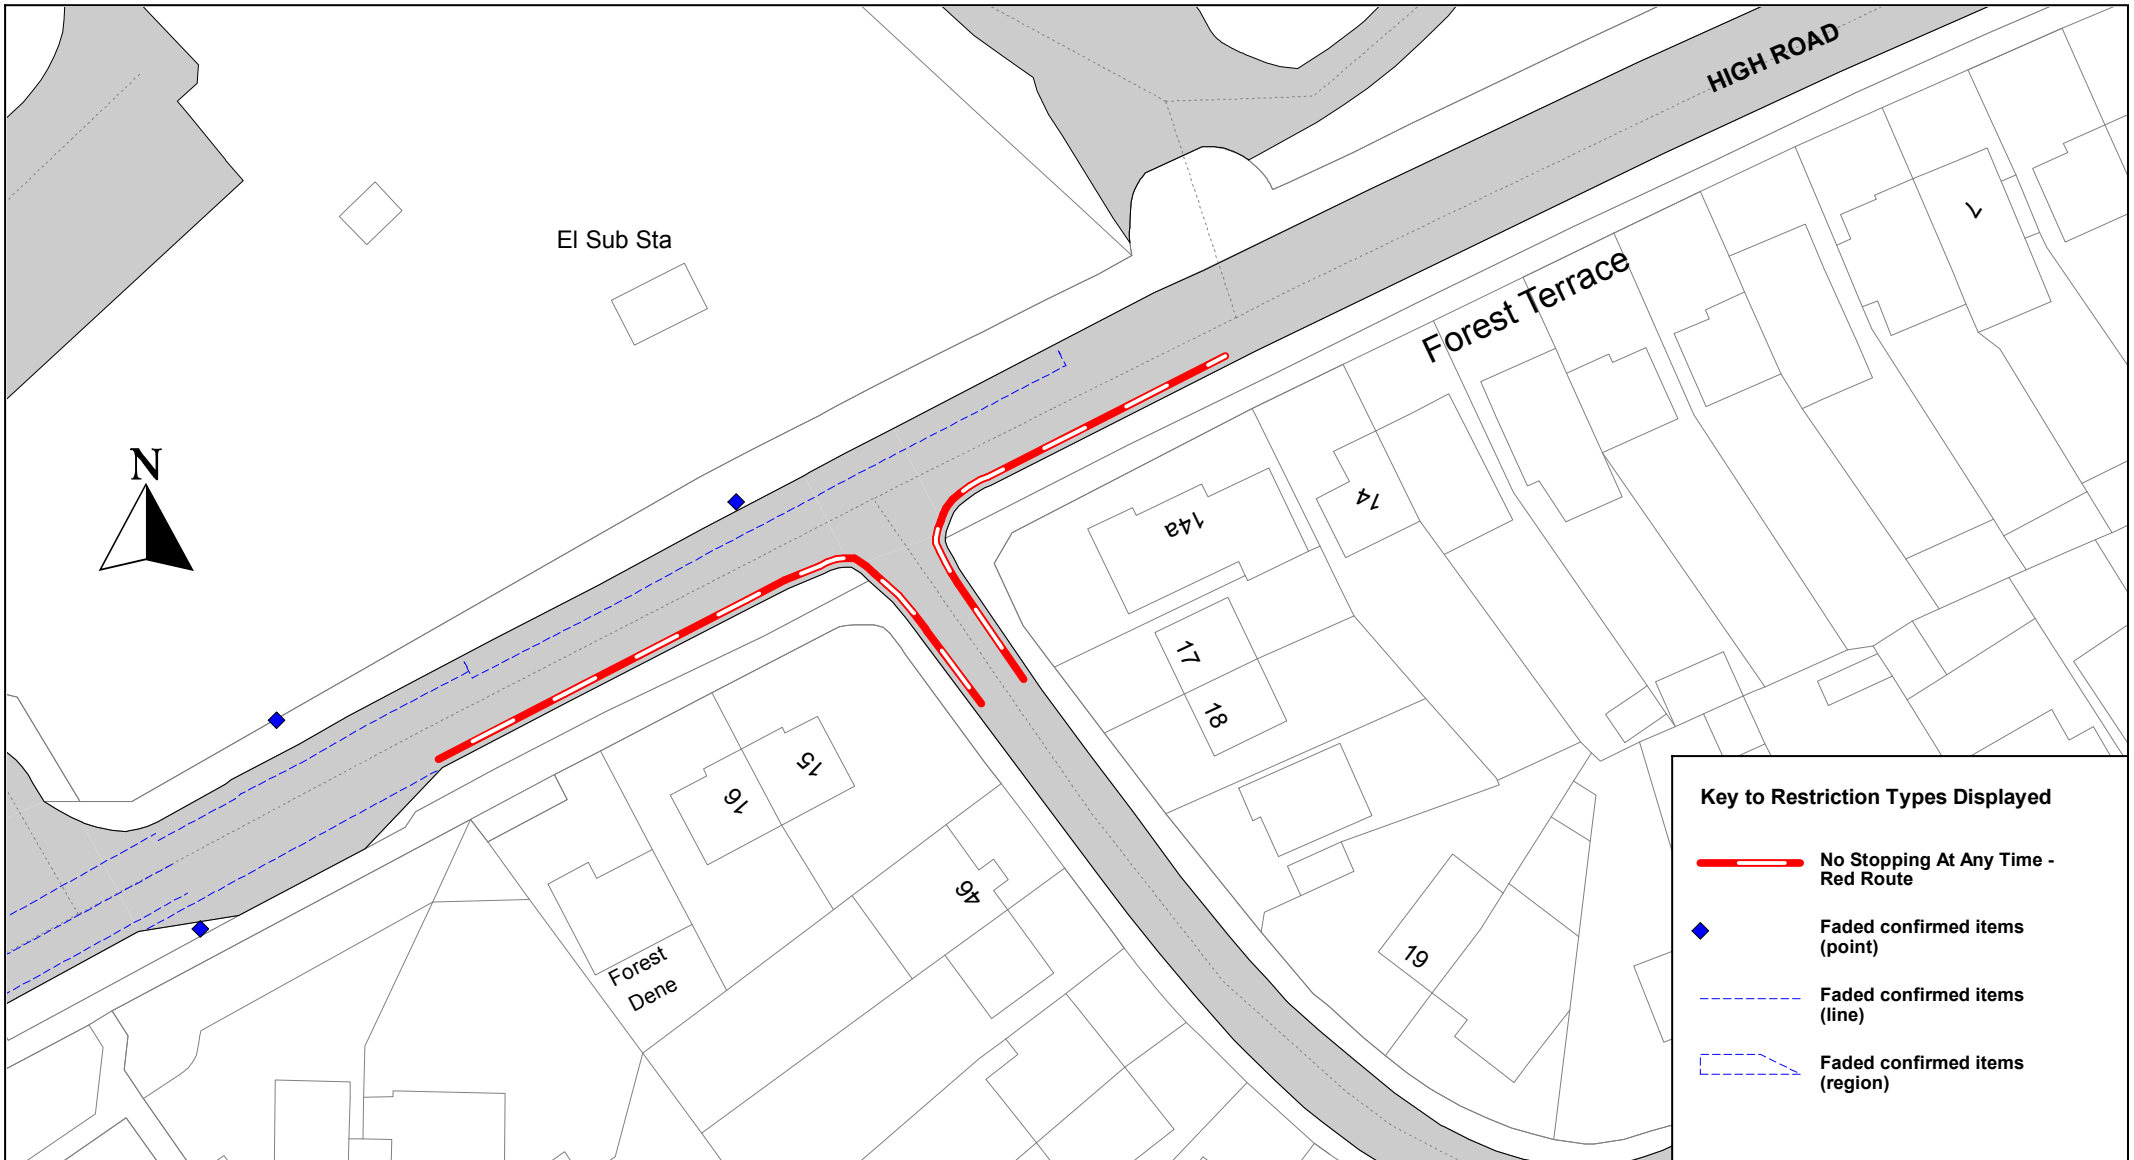 HIGH ROAD
El Sub Sta
Forest Terrace
7
N
14a
14
17
18
15
16
46
19
Forest
Dene
Key to Restriction Types Displayed
No Stopping At Any Time -
Red Route
Faded confirmed items
(point)
Faded confirmed items
(line)
Faded confirmed items
(region)